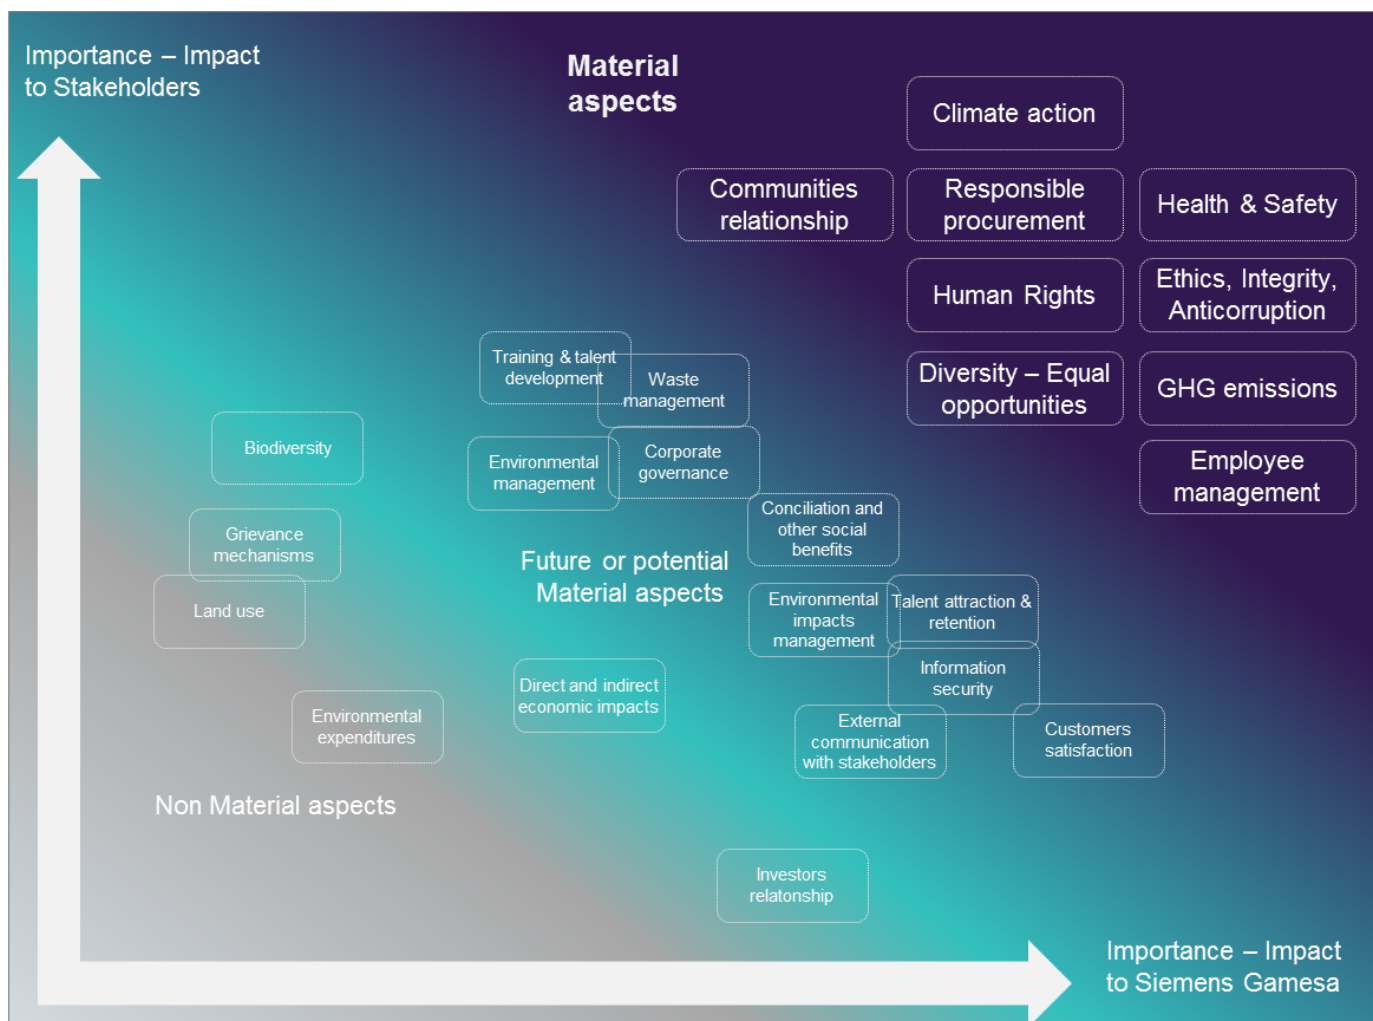 Importance – Impact
to Stakeholders
Material
aspects
Climate action
Communities
relationship
Responsible
procurement
Health & Safety
Human Rights
Ethics, Integrity,
Anticorruption
Training & talent
development
Waste
management
Diversity – Equal
opportunities
GHG emissions
Biodiversity
Environmental
management
Corporate
governance
Employee
management
Grievance
mechanisms
Conciliation and
other social
benefits
Future or potential
Material aspects
Land use
Environmental
impacts
management
Talent attraction &
retention
Information
security
Direct and indirect
economic impacts
Environmental
expenditures
External
communication
with stakeholders
Customers
satisfaction
Non Material aspects
Investors
relatonship
Importance – Impact
to Siemens Gamesa